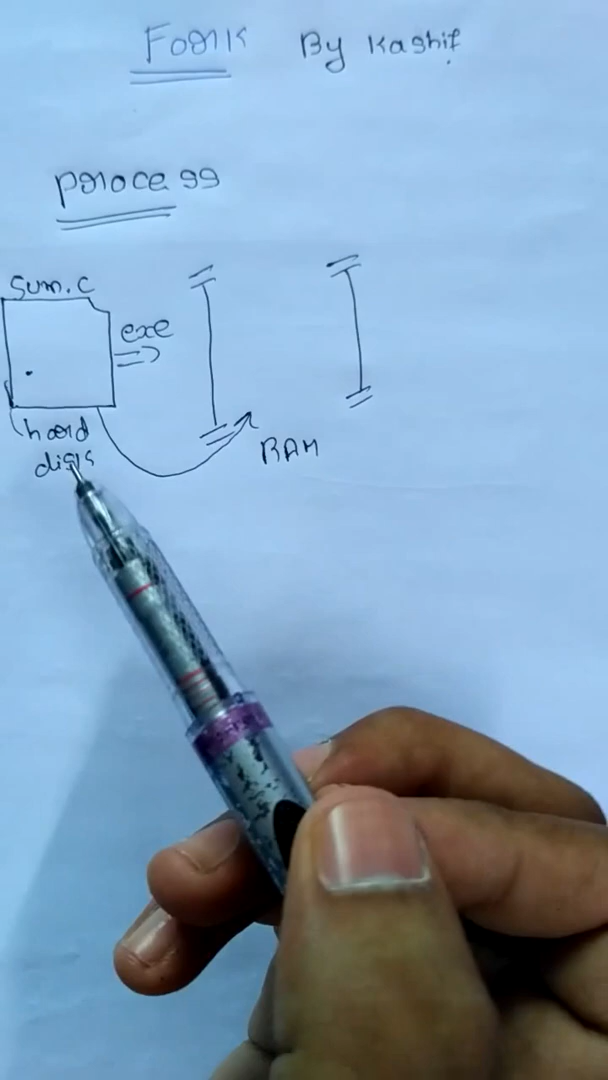 Fork By Kashif
process
Sum.c
exe
hard
disk
RAM